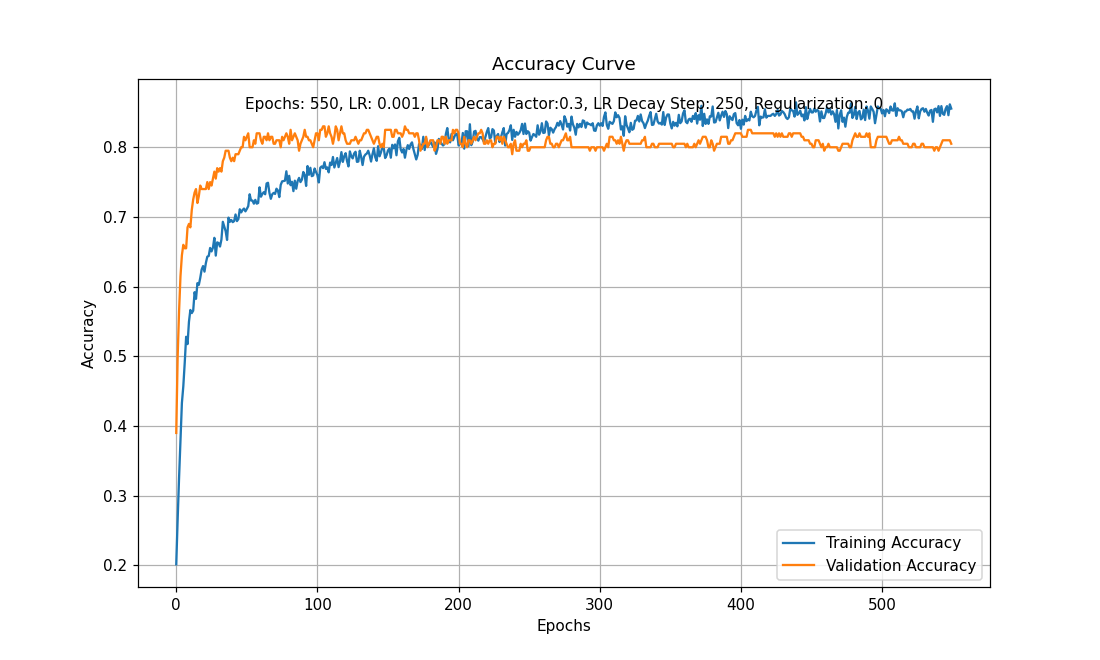 Accuracy Curve
Epochs: 550, LR: 0.001, LR Decay Factor:0.3, LR Decay Step: 250, Regularization: 0
Accuracy
0.8
0.7
0.6
0.5
0.4
0.3
0.2
Training Accuracy
Validation Accuracy
0 100 200 300 400 500
Epochs